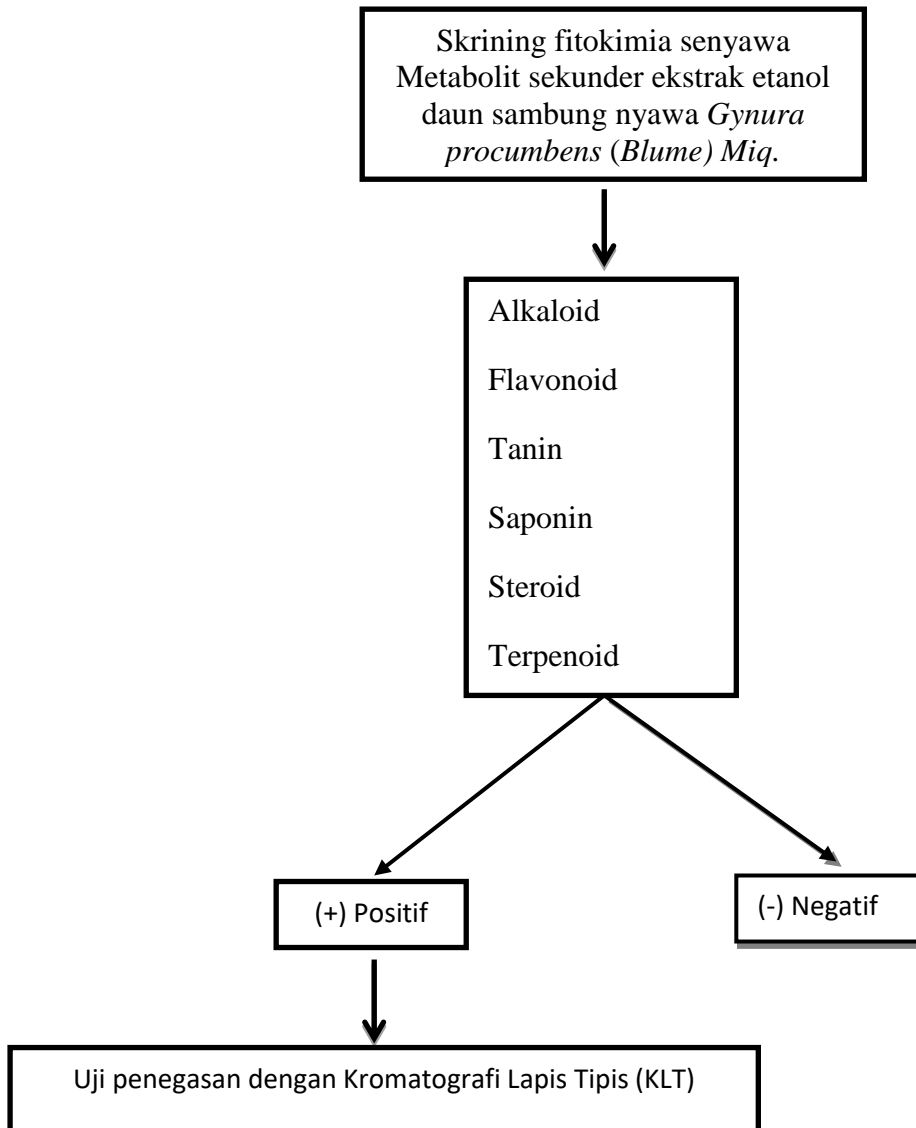 Skrining fitokimia senyawa
Metabolit sekunder ekstrak etanol
daun sambung nyawa Gynura
procumbens (Blume) Miq.
Alkaloid
Flavonoid
Tanin
Saponin
Steroid
Terpenoid
(+) Positif
(-) Negatif
Uji penegasan dengan Kromatografi Lapis Tipis (KLT)